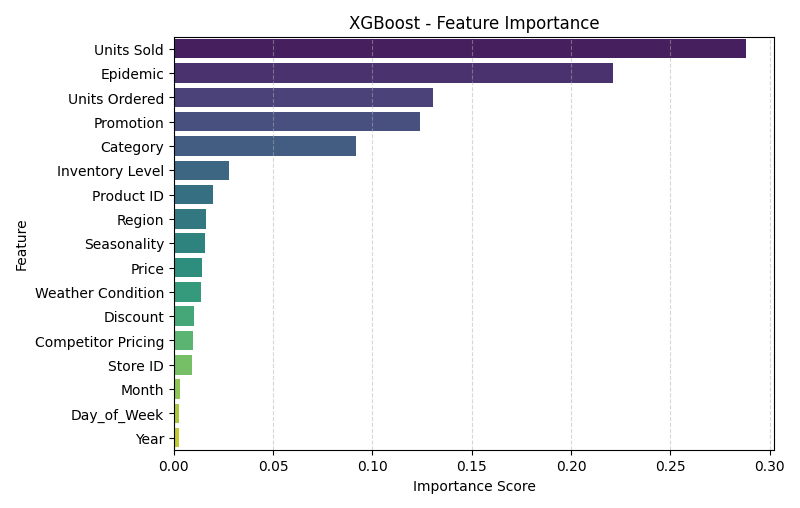 XGBoost - Feature Importance
Units Sold
Epidemic
Units Ordered
Promotion
Category
Inventory Level
Product ID
Region
Seasonality
Price
Weather Condition
Discount
Competitor Pricing
Store ID
Month
Day_of_Week
Year
Feature
0.00 0.05 0.10 0.15 0.20 0.25 0.30
Importance Score